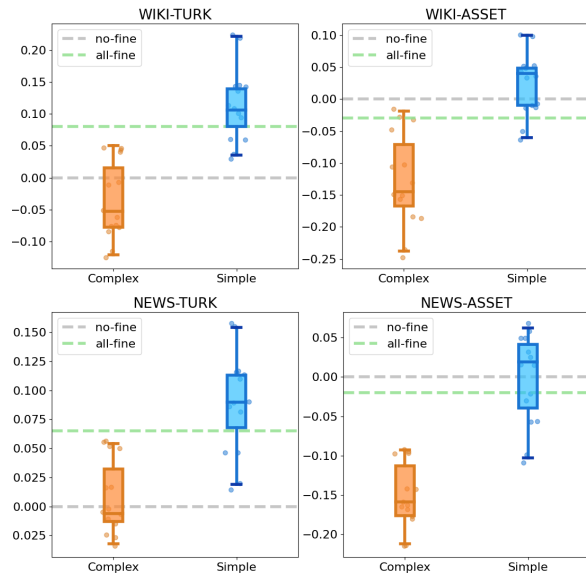 WIKI-TURK
no-fine
all-fine
0.20
0.15
0.10
0.05
0.00
−0.05
−0.10
Complex
Simple
WIKI-ASSET
no-fine
all-fine
0.10
0.05
0.00
−0.05
−0.10
−0.15
−0.20
−0.25
Complex
Simple
NEWS-TURK
no-fine
all-fine
0.150
0.125
0.100
0.075
0.050
0.025
0.000
0.025
Complex
Simple
NEWS-ASSET
no-fine
all-fine
0.05
0.00
−0.05
−0.10
−0.15
−0.20
Complex
Simple